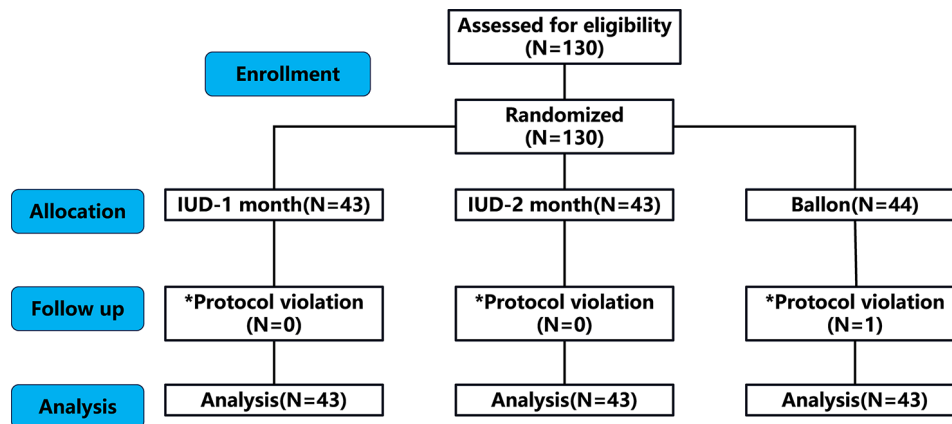 Assessed for eligibility
(N=130)
Enrollment
Randomized
(N=130)
Allocation
IUD-1 month(N=43)
IUD-2 month(N=43)
Ballon(N=44)
Follow up
*Protocol violation
(N=0)
*Protocol violation
(N=0)
*Protocol violation
(N=1)
Analysis
Analysis(N=43)
Analysis(N=43)
Analysis(N=43)